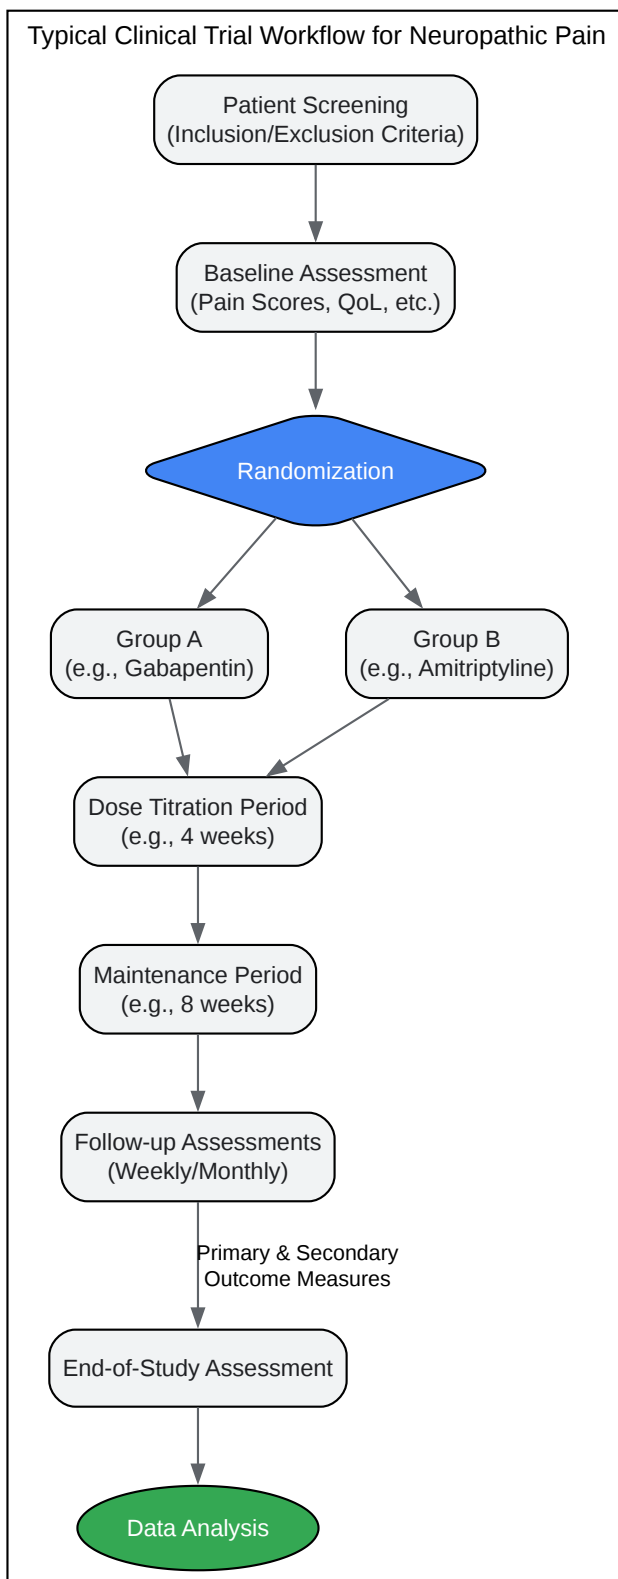 Typical Clinical Trial Workflow for Neuropathic Pain
Patient Screening
(Inclusion/Exclusion Criteria)
Baseline Assessment
(Pain Scores, QoL, etc.)
Randomization
Group A
(e.g., Gabapentin)
Group B
(e.g., Amitriptyline)
Dose Titration Period
(e.g., 4 weeks)
Maintenance Period
(e.g., 8 weeks)
Follow-up Assessments
(Weekly/Monthly)
Primary & Secondary
Outcome Measures
End-of-Study Assessment
Data Analysis